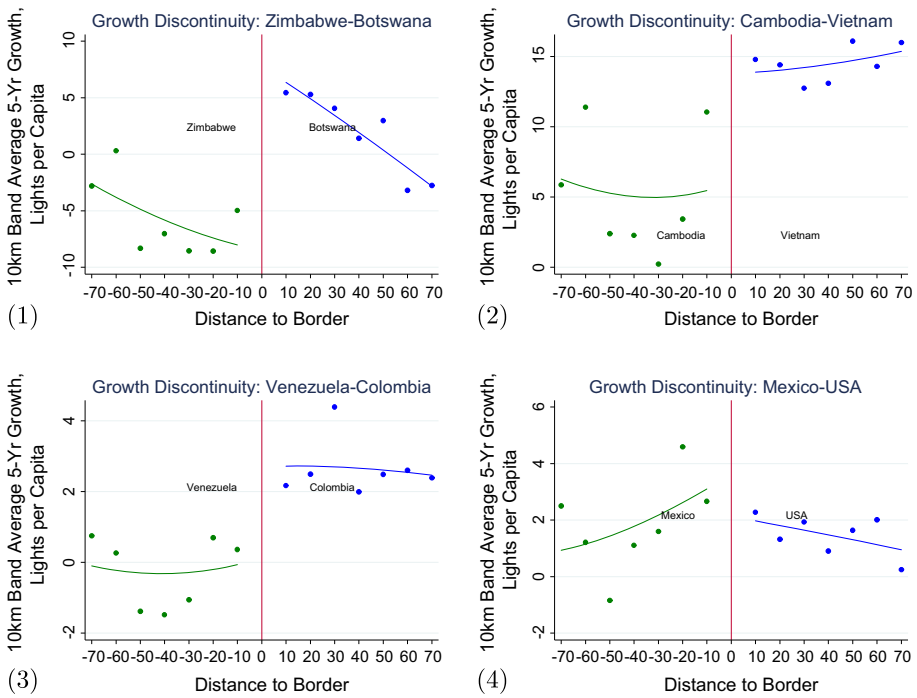 Growth Discontinuity: Zimbabwe-Botswana
10km Band Average 5-Yr Growth,
Lights per Capita
10
5
0
-5
-10
Zimbabwe
Botswana
-70 -60 -50 -40 -30 -20 -10 0 10 20 30 40 50 60 70
Distance to Border
(1)
Growth Discontinuity: Cambodia-Vietnam
10km Band Average 5-Yr Growth,
Lights per Capita
15
10
5
0
Cambodia
Vietnam
-70 -60 -50 -40 -30 -20 -10 0 10 20 30 40 50 60 70
Distance to Border
(2)
Growth Discontinuity: Venezuela-Colombia
10km Band Average 5-Yr Growth,
Lights per Capita
4
2
0
-2
Venezuela
Colombia
-70 -60 -50 -40 -30 -20 -10 0 10 20 30 40 50 60 70
Distance to Border
(3)
Growth Discontinuity: Mexico-USA
10km Band Average 5-Yr Growth,
Lights per Capita
6
4
2
0
-2
Mexico
USA
-70 -60 -50 -40 -30 -20 -10 0 10 20 30 40 50 60 70
Distance to Border
(4)